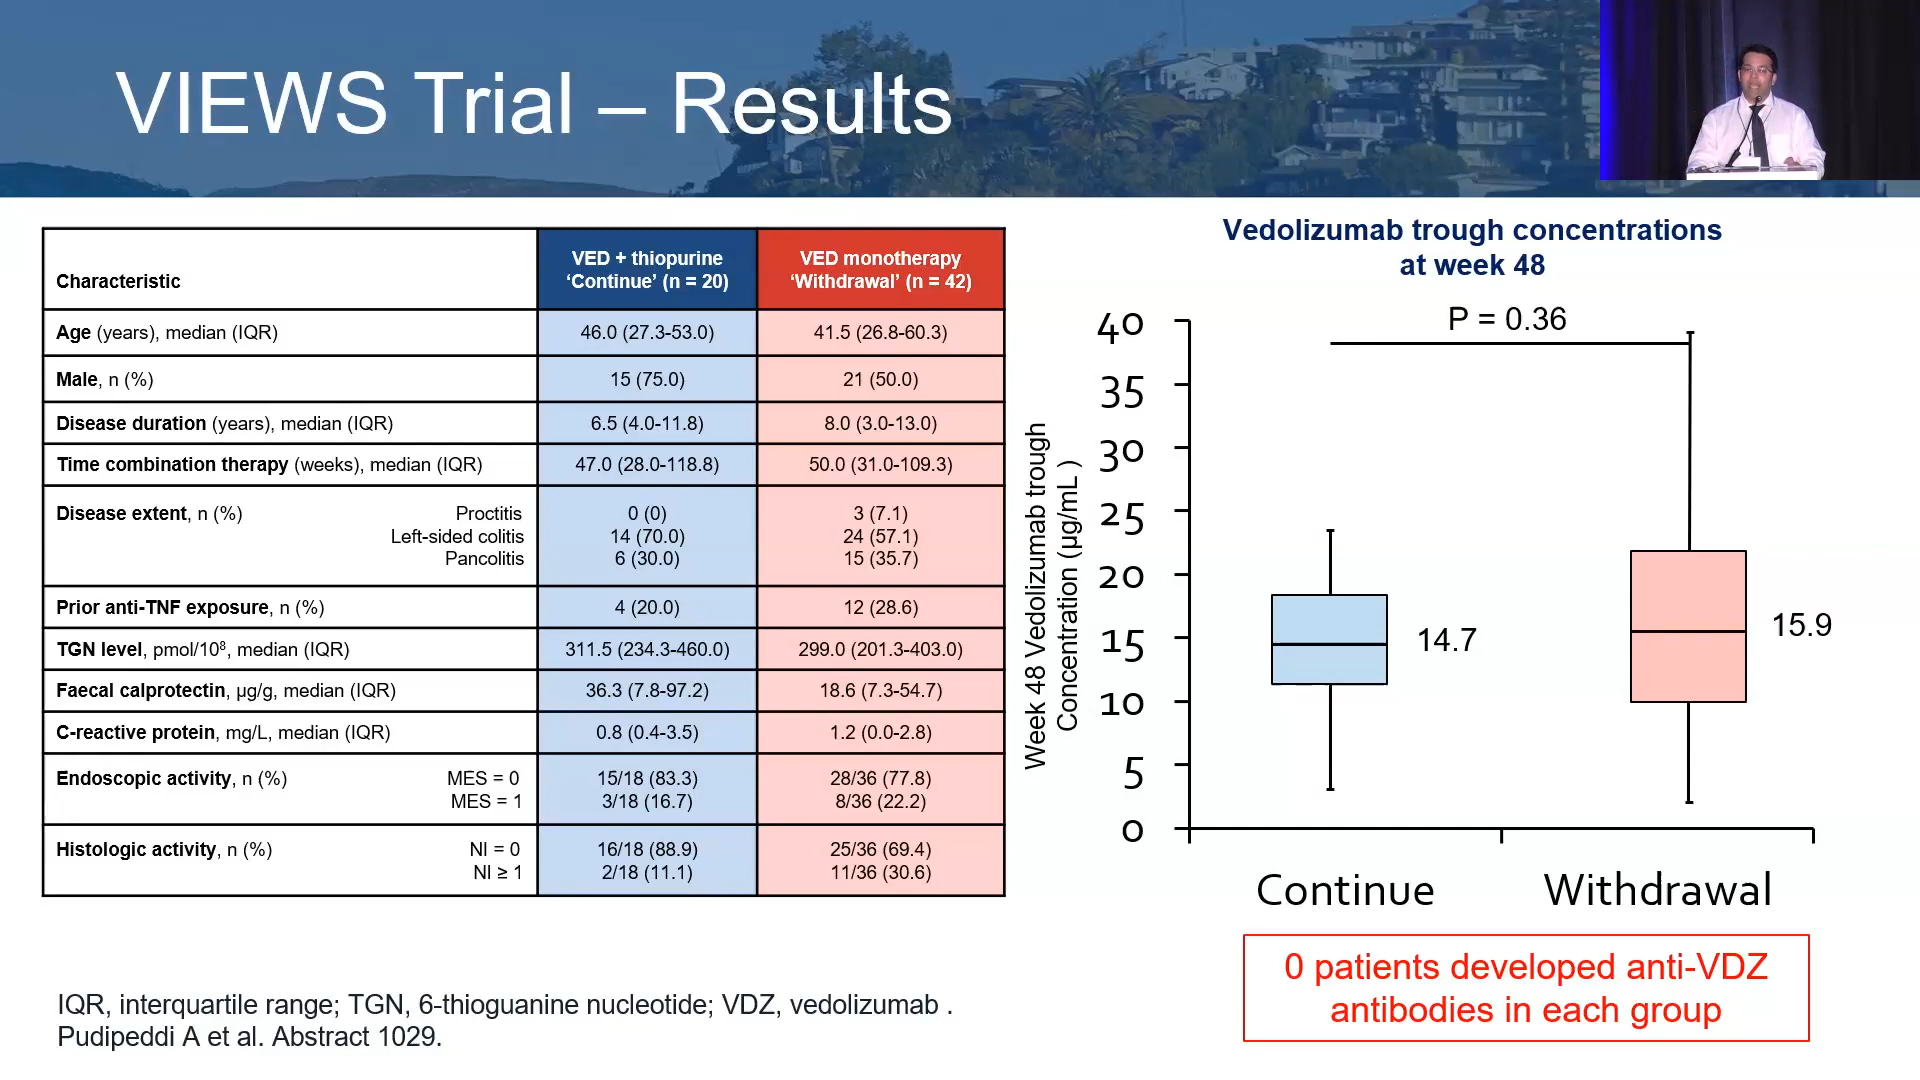 VIEWS Trial – Results
Characteristic
VED + thiopurine
‘Continue’ (n = 20)
VED monotherapy
‘Withdrawal’ (n = 42)
Age (years), median (IQR) 46.0 (27.3-53.0) 41.5 (26.8-60.3)
Male, n (%) 15 (75.0) 21 (50.0)
Disease duration (years), median (IQR) 6.5 (4.0-11.8) 8.0 (3.0-13.0)
Time combination therapy (weeks), median (IQR) 47.0 (28.0-118.8) 50.0 (31.0-109.3)
Disease extent, n (%) Proctitis 0 (0) 3 (7.1)
Left-sided colitis 14 (70.0) 24 (57.1)
Pancolitis 6 (30.0) 15 (35.7)
Prior anti-TNF exposure, n (%) 4 (20.0) 12 (28.6)
TGN level, pmol/10⁸, median (IQR) 311.5 (234.3-460.0) 299.0 (201.3-403.0)
Faecal calprotectin, µg/g, median (IQR) 36.3 (7.8-97.2) 18.6 (7.3-54.7)
C-reactive protein, mg/L, median (IQR) 0.8 (0.4-3.5) 1.2 (0.0-2.8)
Endoscopic activity, n (%) MES = 0 15/18 (83.3) 28/36 (77.8)
MES = 1 3/18 (16.7) 8/36 (22.2)
Histologic activity, n (%) NI = 0 16/18 (88.9) 25/36 (69.4)
NI ≥ 1 2/18 (11.1) 11/36 (30.6)
IQR, interquartile range; TGN, 6-thioguanine nucleotide; VDZ, vedolizumab .
Pudipeddi A et al. Abstract 1029.
Vedolizumab trough concentrations
at week 48
P = 0.36
Week 48 Vedolizumab trough
Concentration (µg/mL )
40
35
30
25
20
15
10
5
0
14.7
15.9
Continue
Withdrawal
0 patients developed anti-VDZ
antibodies in each group